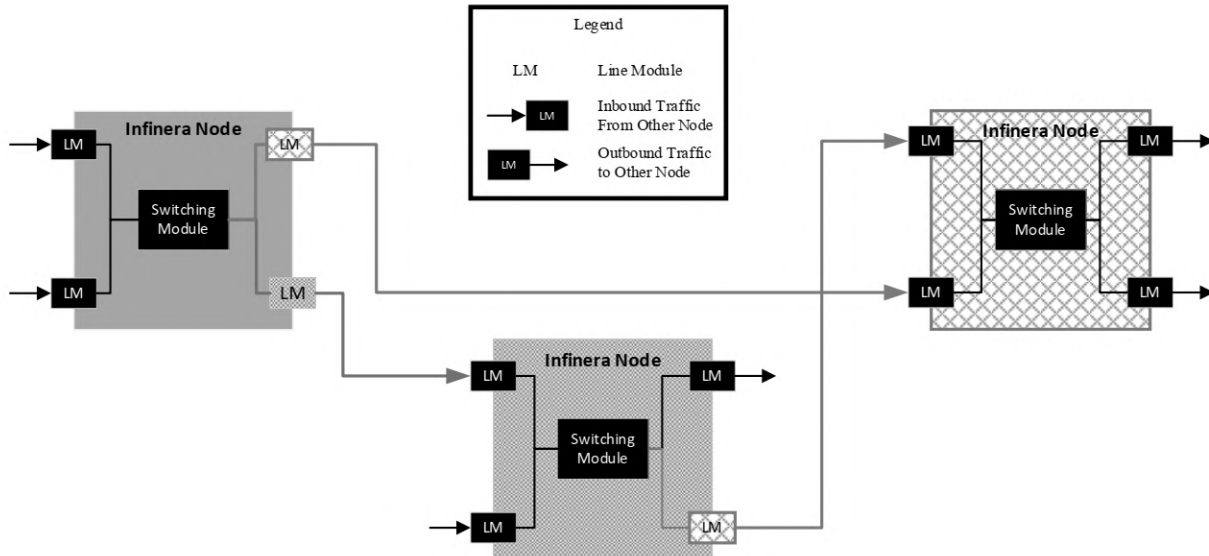 Legend
LM Line Module
LM Inbound Traffic
From Other Node
LM Outbound Traffic
to Other Node
Infinera Node
LM LM
Switching
Module
LM LM
Infinera Node
LM LM
Switching
Module
LM LM
Infinera Node
LM LM
Switching
Module
LM LM